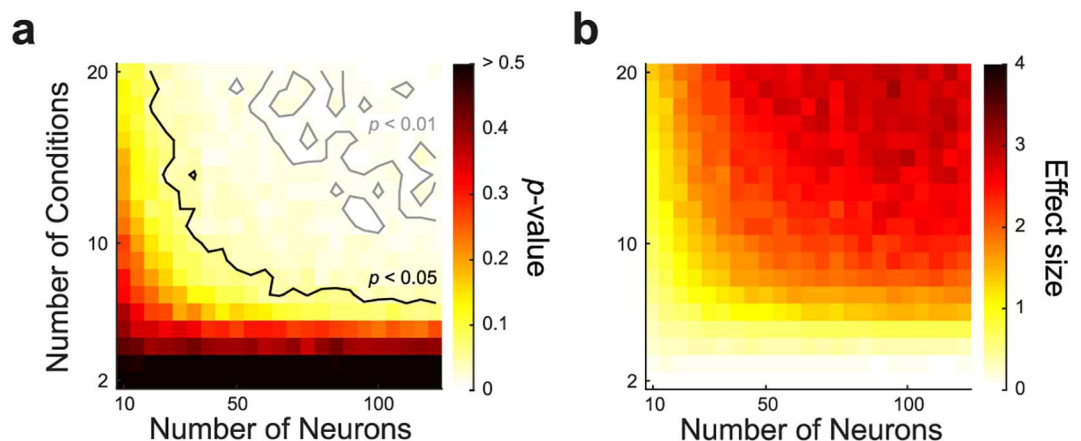 a
b
Number of Conditions
20
10
2
10
50
100
Number of Neurons
p < 0.01
p < 0.05
> 0.5
0.4
0.3
0.2
0.1
0
p-value
20
10
2
10
50
100
Number of Neurons
4
3
2
1
0
Effect size